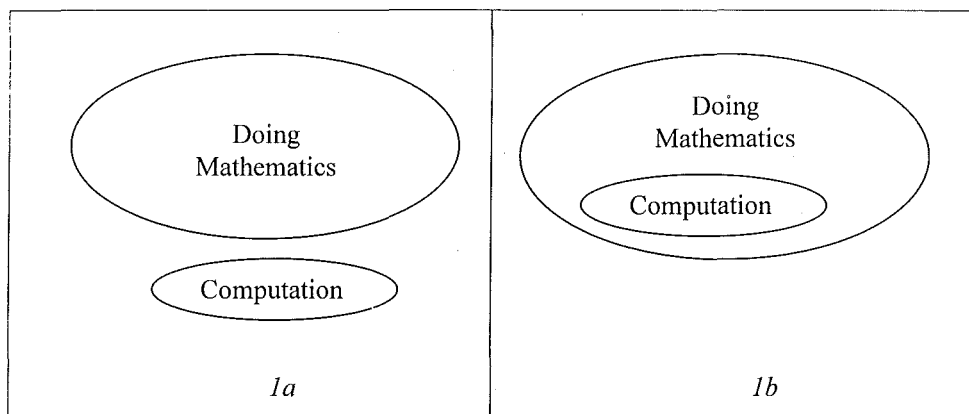 Doing
Mathematics
Computation
1a
Doing
Mathematics
Computation
1b